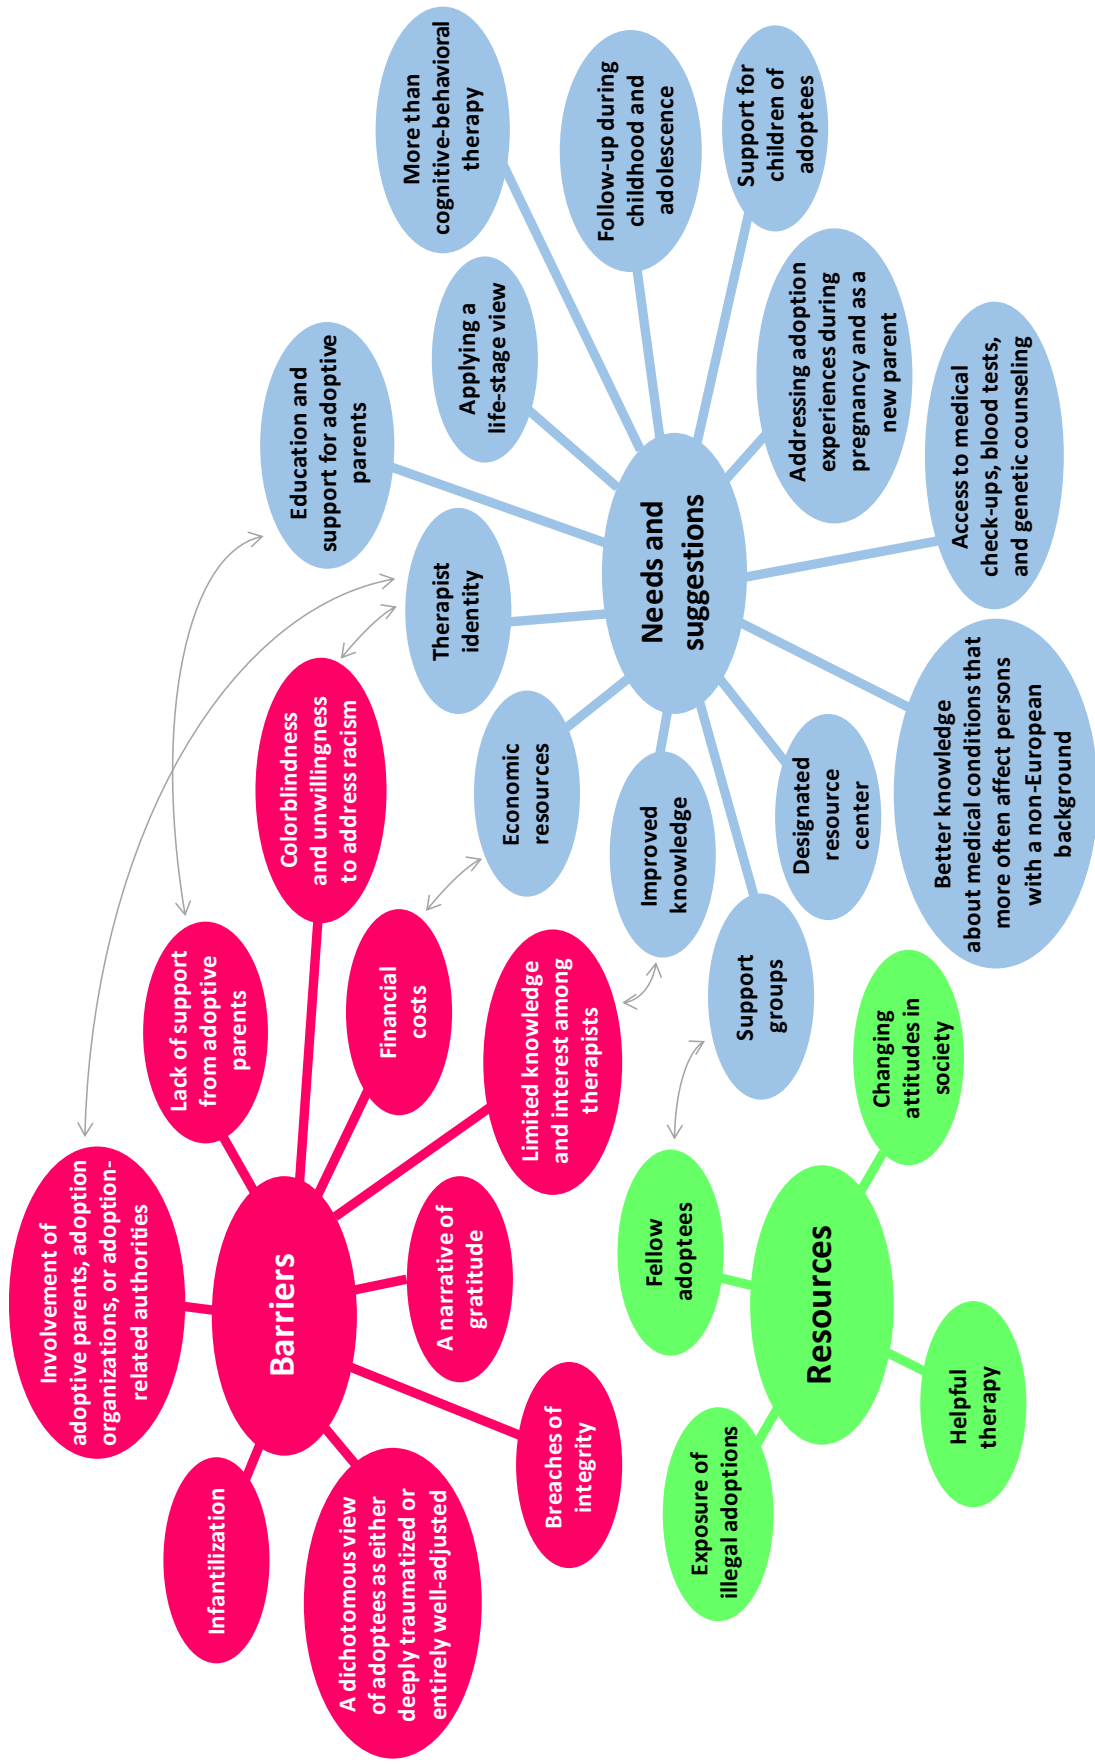 Involvement of
adoptive parents, adoption
organizations, or adoption-
related authorities
Lack of support
from adoptive
parents
Colorblindness
and unwillingness
to address racism
Financial
costs
Limited knowledge
and interest among
therapists
A narrative of
gratitude
Breaches of
integrity
A dichotomous view
of adoptees as either
deeply traumatized or
entirely well-adjusted
Infantilization
Barriers
Education and
support for adoptive
parents
More than
cognitive-behavioral
therapy
Applying a
life-stage view
Therapist
identity
Follow-up during
childhood and
adolescence
Economic
resources
Support for
children of
adoptees
Improved
knowledge
Needs and
suggestions
Addressing adoption
experiences during
pregnancy and as a
new parent
Support
groups
Designated
resource
center
Access to medical
check-ups, blood tests,
and genetic counseling
Better knowledge
about medical conditions that
more often affect persons
with a non-European
background
Fellow
adoptees
Changing
attitudes in
society
Resources
Exposure of
illegal adoptions
Helpful
therapy